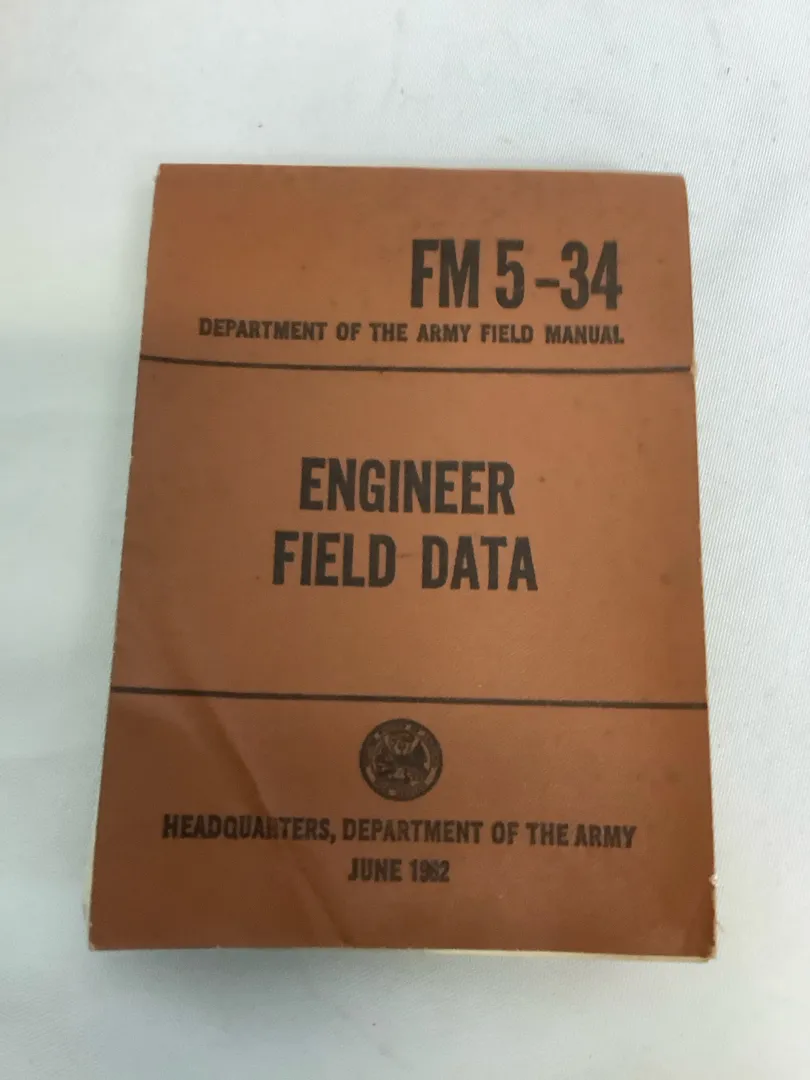 FM 5-34
DEPARTMENT OF THE ARMY FIELD MANUAL
ENGINEER
FIELD DATA
HEADQUARTERS, DEPARTMENT OF THE ARMY
JUNE 1962